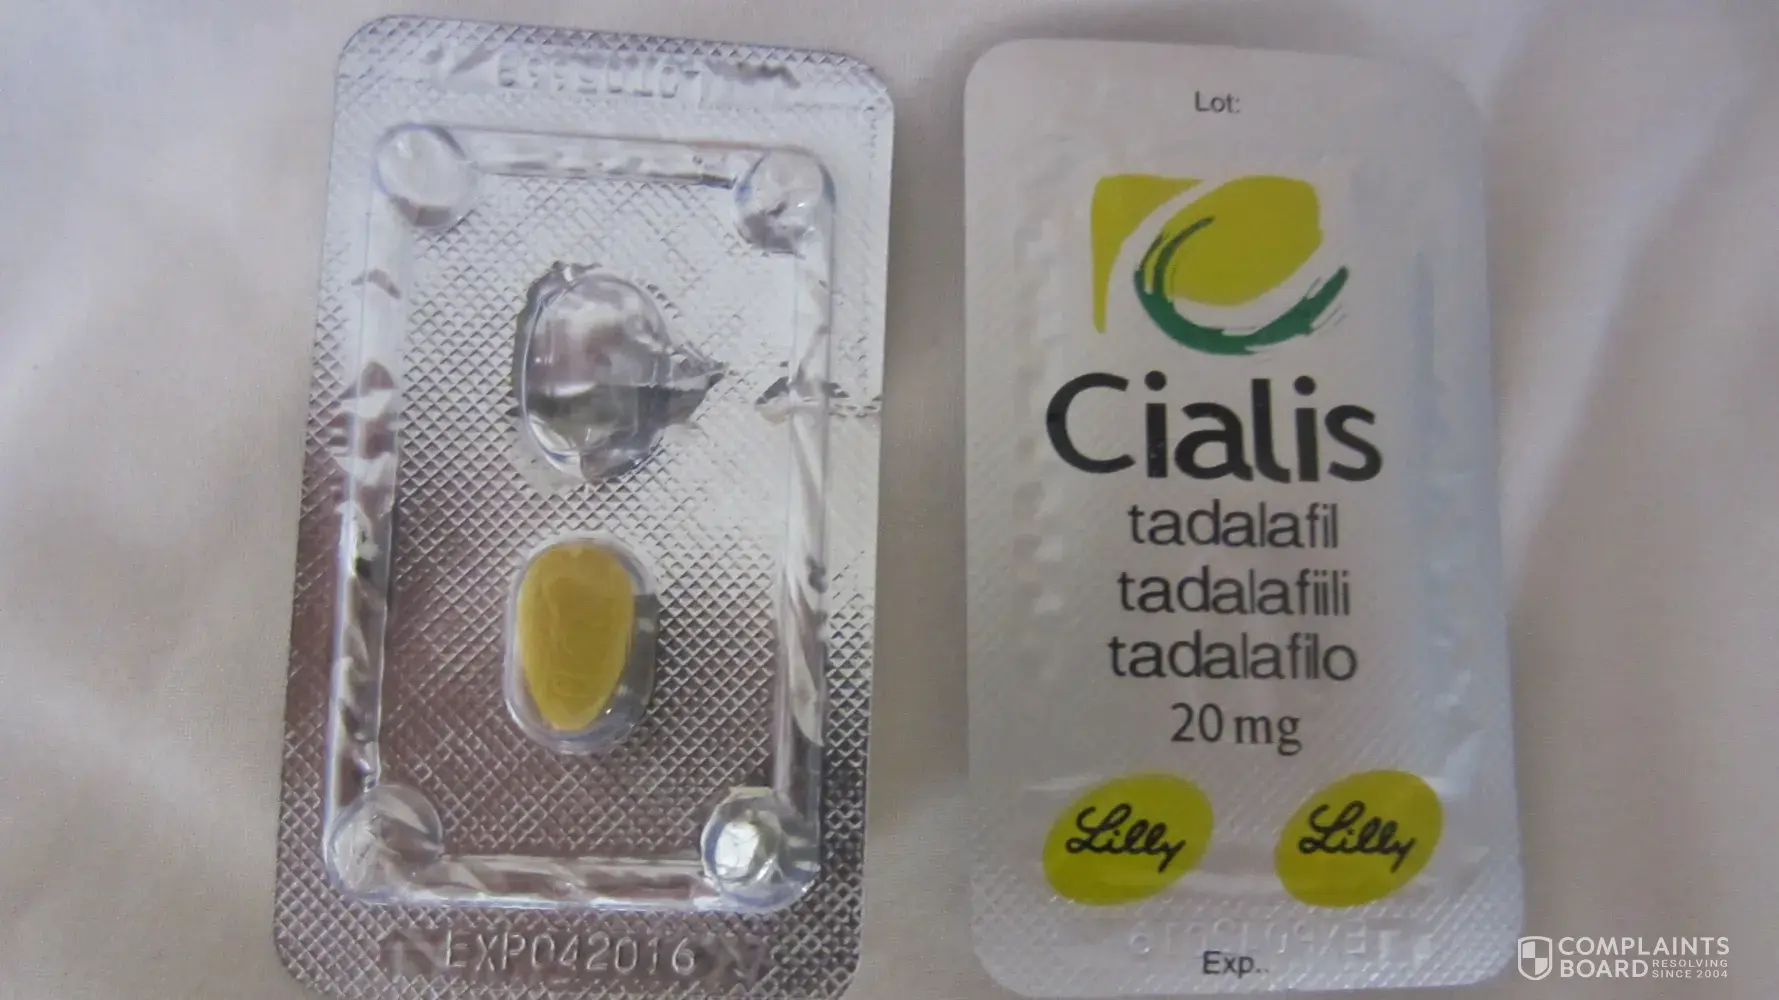 EXP042016
Lot:
Cialis
tadalafil
tadalafiili
tadalafilo
20 mg
Lilly
Lilly
Exp..
COMPLAINTS
BOARD RESOLVING
SINCE 2004